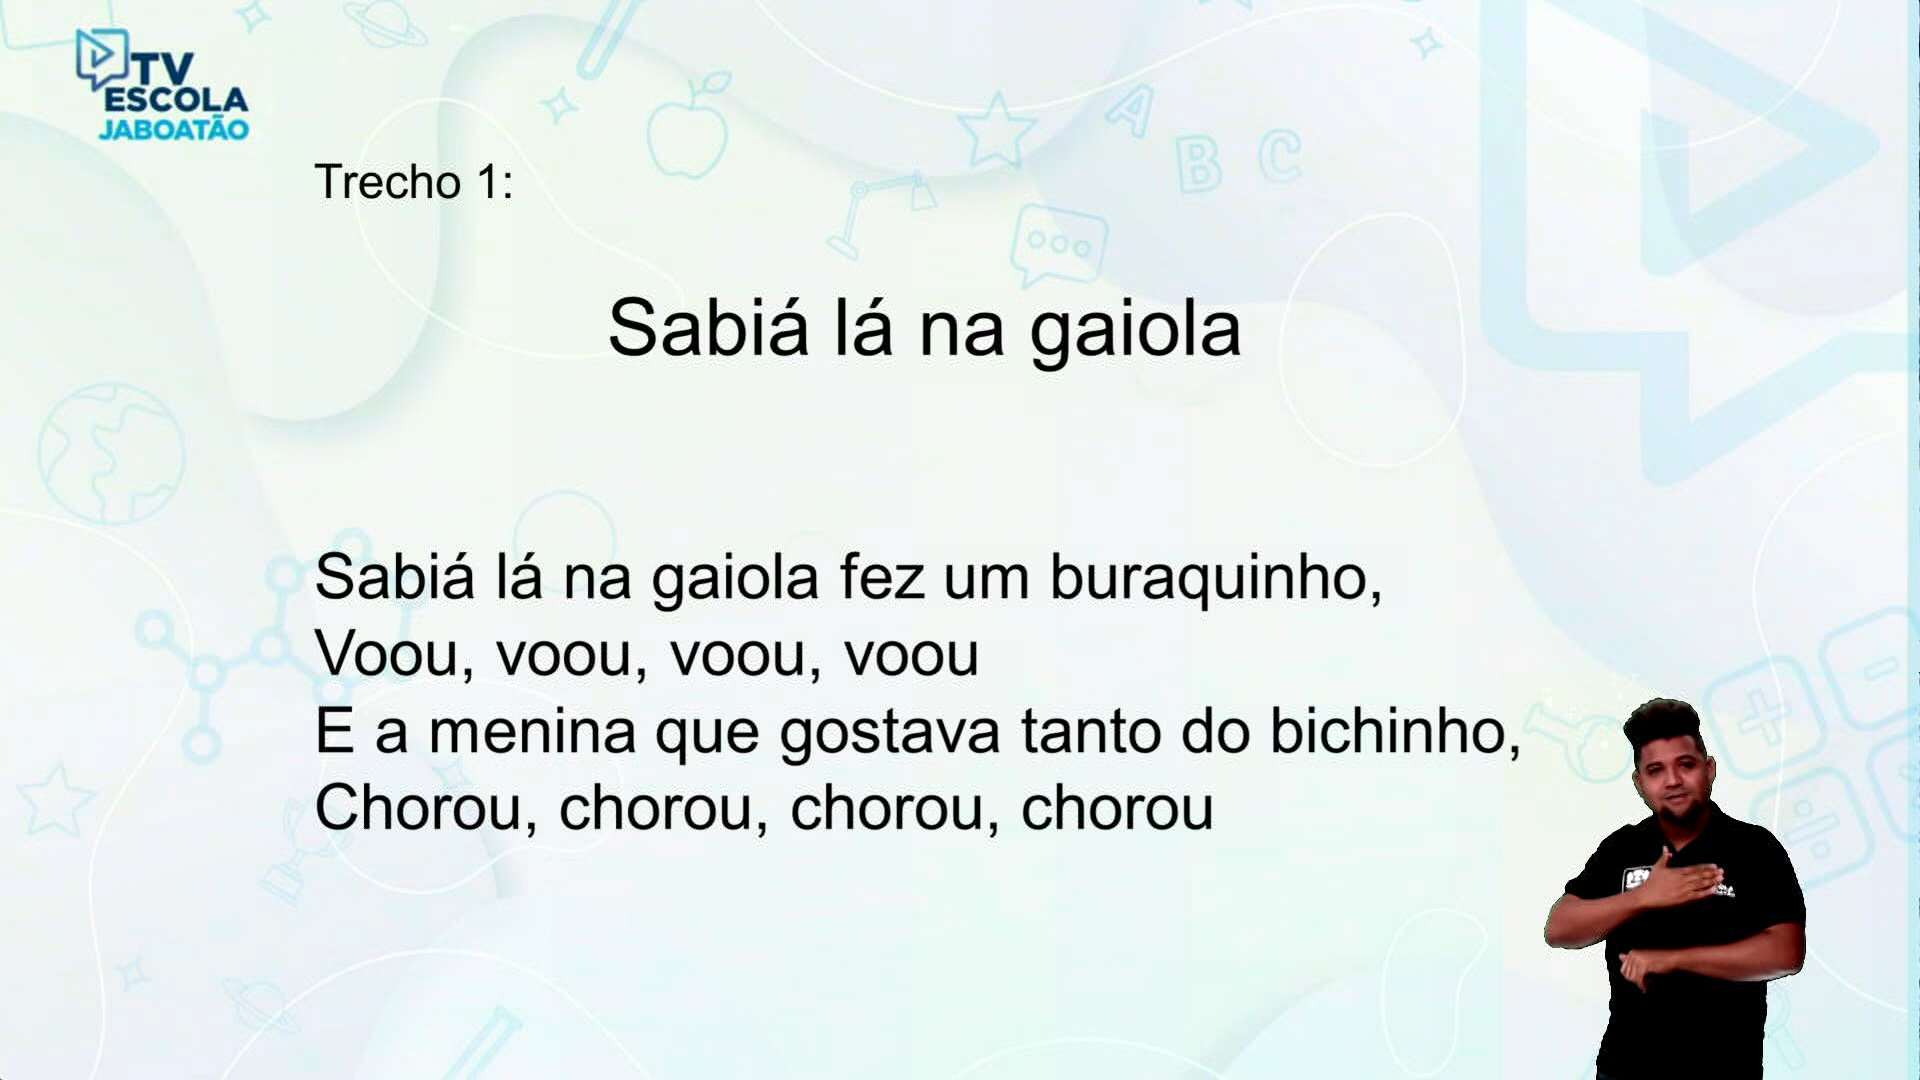 TV
ESCOLA
JABOATÃO
A B C
Trecho 1:
Sabiá lá na gaiola
Sabiá lá na gaiola fez um buraquinho,
Voou, voou, voou, voou
E a menina que gostava tanto do bichinho,
Chorou, chorou, chorou, chorou